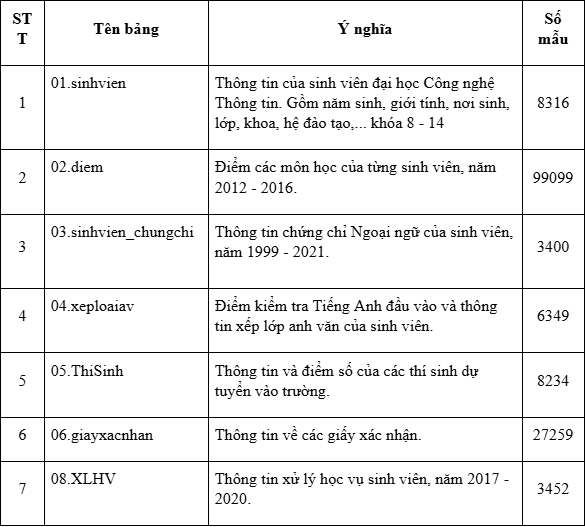 ST
T
Tên bảng
Ý nghĩa
Số
mẫu
1
01.sinhvien
Thông tin của sinh viên đại học Công nghệ
Thông tin. Gồm năm sinh, giới tính, nơi sinh,
lớp, khoa, hệ đảo tạo,... khóa 8 - 14
8316
2
02.diem
Điểm các môn học của từng sinh viên, năm
2012 - 2016.
99099
3
03.sinhvien_chungchi
Thông tin chứng chỉ Ngoại ngữ của sinh viên,
năm 1999 - 2021.
3400
4
04.xeploaiav
Điểm kiểm tra Tiếng Anh đầu vào và thông
tin xếp lớp anh văn của sinh viên.
6349
5
05.ThiSinh
Thông tin và điểm số của các thí sinh dự
tuyển vào trường.
8234
6
06.giayxacnhan
Thông tin về các giấy xác nhận.
27259
7
08.XLHV
Thông tin xử lý học vụ sinh viên, năm 2017 -
2020.
3452